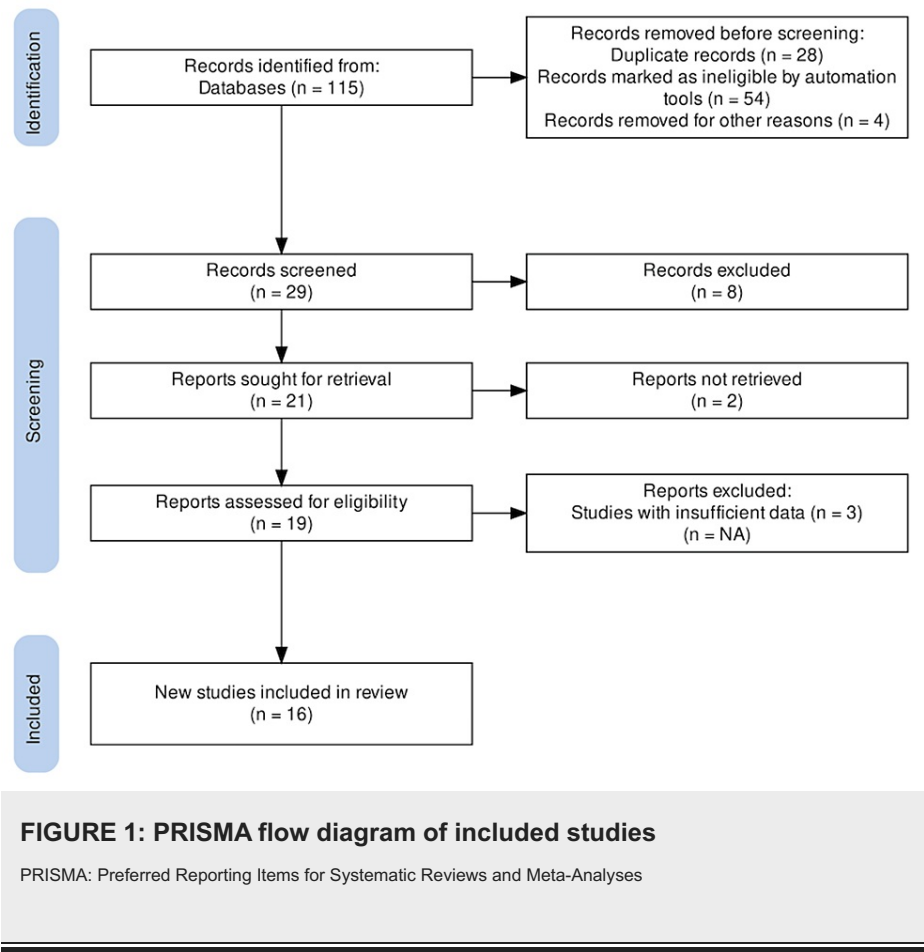 Identification
Records identified from:
Databases (n = 115)
Records removed before screening:
Duplicate records (n = 28)
Records marked as ineligible by automation
tools (n = 54)
Records removed for other reasons (n = 4)
Screening
Records screened
(n = 29)
Records excluded
(n = 8)
Reports sought for retrieval
(n = 21)
Reports not retrieved
(n = 2)
Reports assessed for eligibility
(n = 19)
Reports excluded:
Studies with insufficient data (n = 3)
(n = NA)
Included
New studies included in review
(n = 16)
FIGURE 1: PRISMA flow diagram of included studies
PRISMA: Preferred Reporting Items for Systematic Reviews and Meta-Analyses